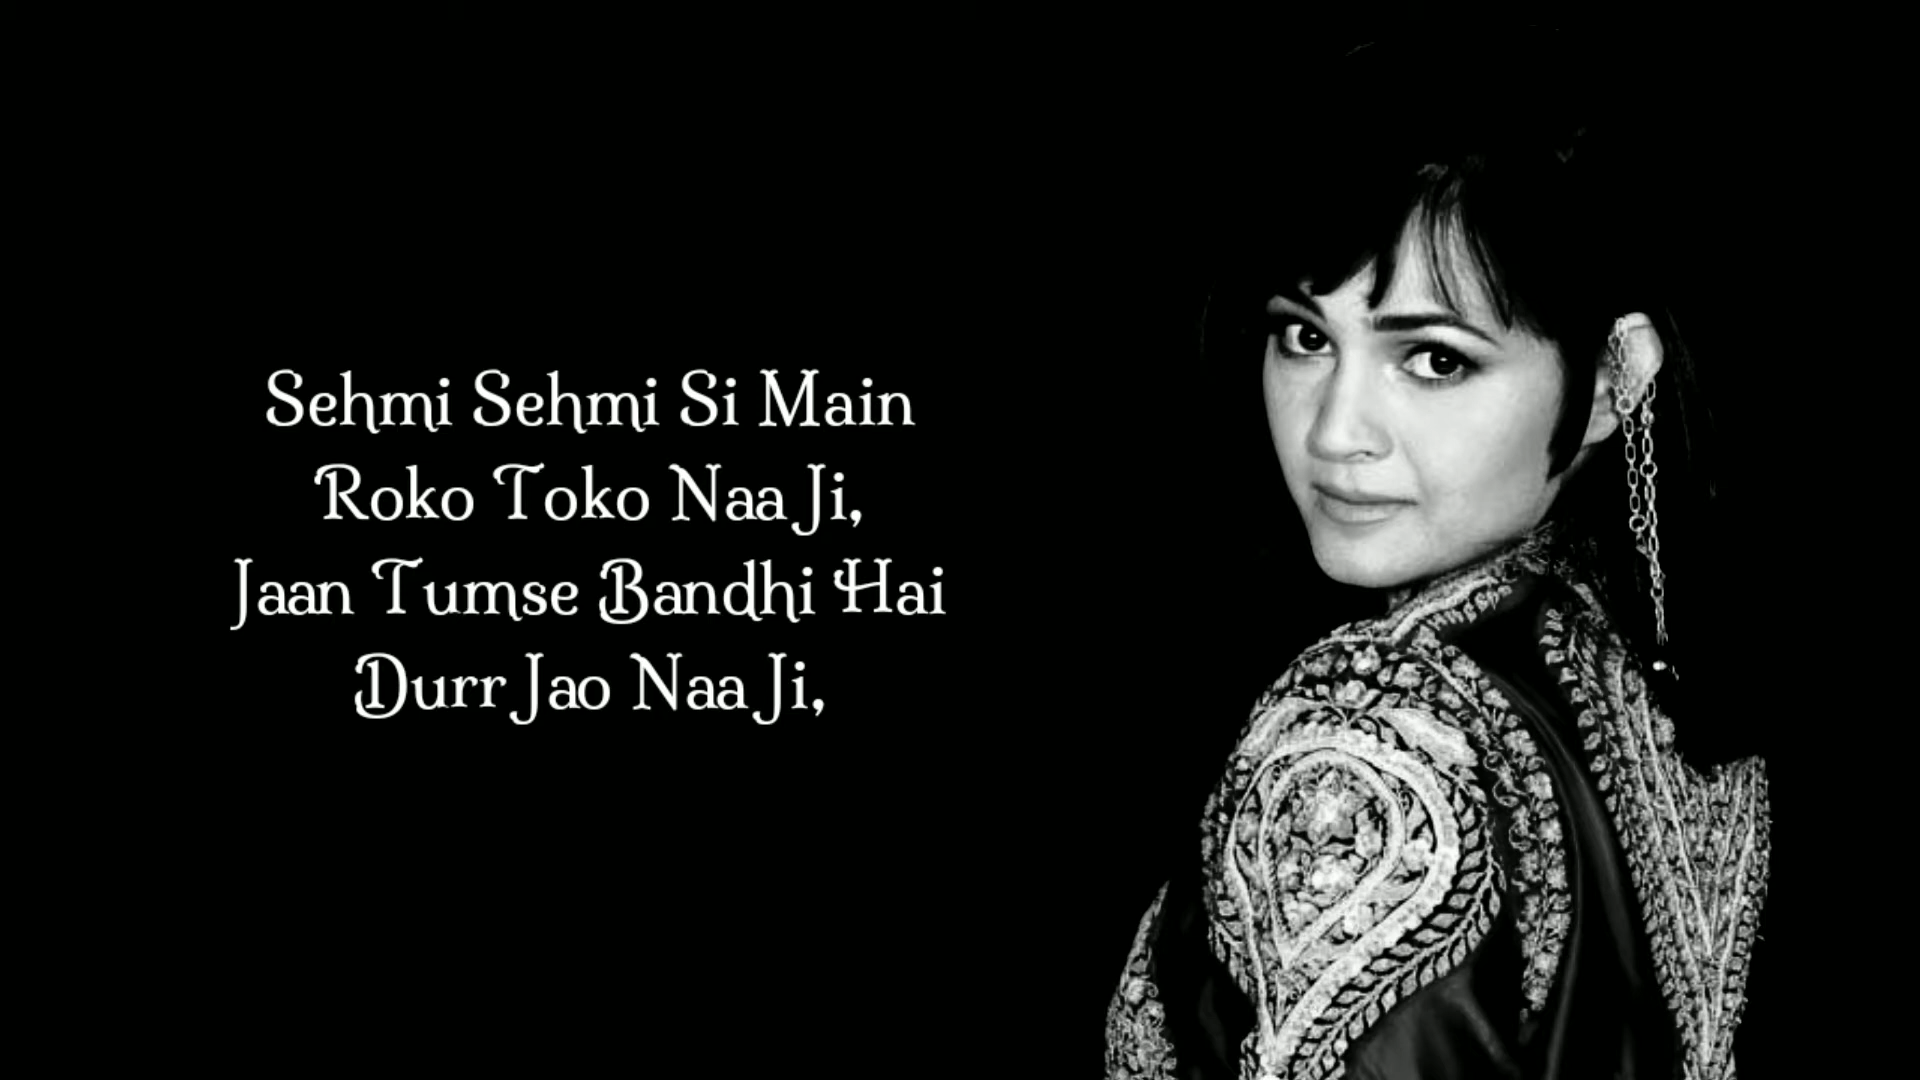 Sehmi Sehmi Si Main
Roko Toko Naa Ji,
Jaan Tumse Bandhi Hai
Durr Jao Naa Ji,